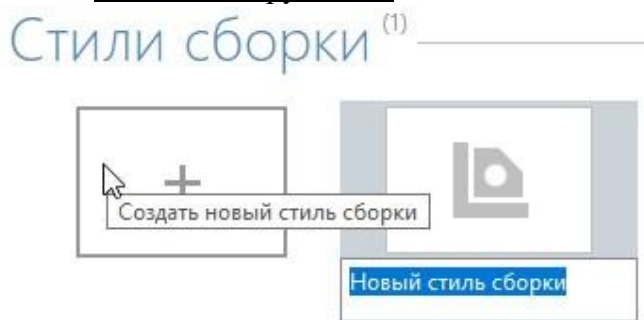 Стили сборки (1)
Создать новый стиль сборки
Новый стиль сборки